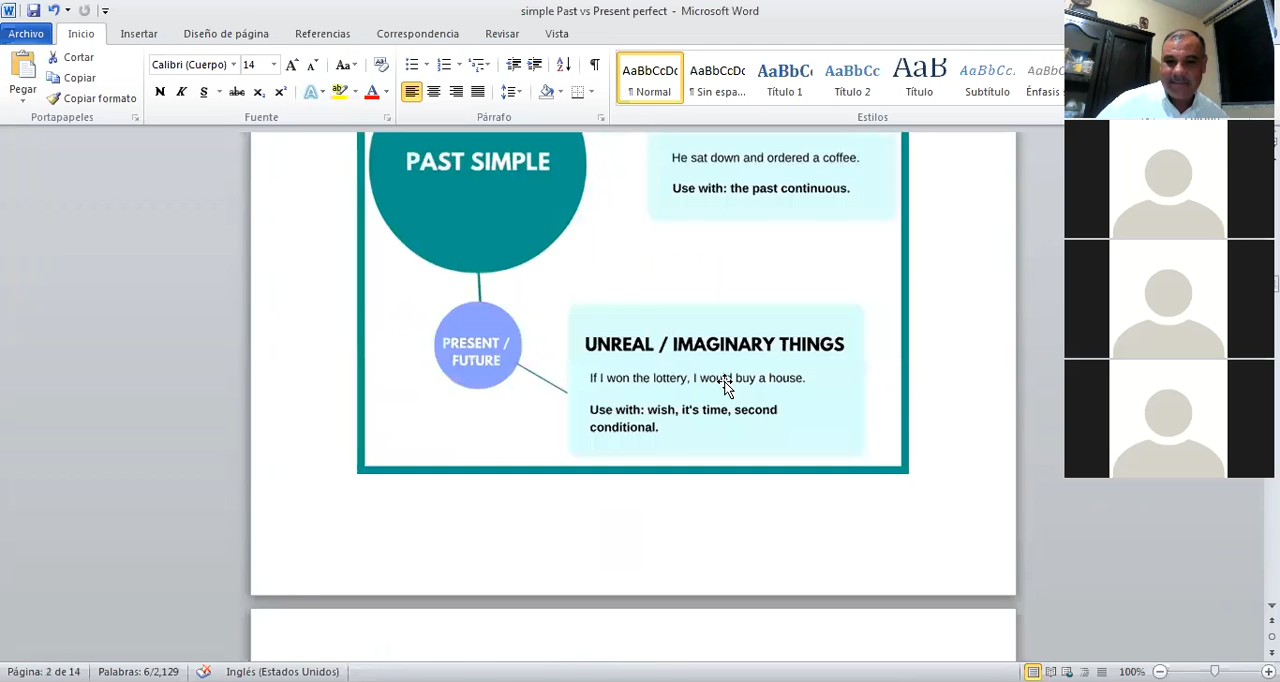 simple Past vs Present perfect - Microsoft Word
Archivo Inicio Insertar Diseño de página Referencias Correspondencia Revisar Vista
Pegar
Cortar
Copiar
Copiar formato
Portapapeles
Calibri (Cuerpo) 14
Fuente
Párrafo
AaBbCcDc AaBbCcDc AaBbC AaBbCc AaB AaBbCc AaBbC
¶ Normal ¶ Sin espa... Título 1 Título 2 Título Subtítulo Énfasis
Estilos
PAST SIMPLE
He sat down and ordered a coffee.
Use with: the past continuous.
PRESENT /
FUTURE
UNREAL / IMAGINARY THINGS
If I won the lottery, I would buy a house.
Use with: wish, it's time, second
conditional.
Página: 2 de 14 Palabras: 6/2,129 Inglés (Estados Unidos) 100%